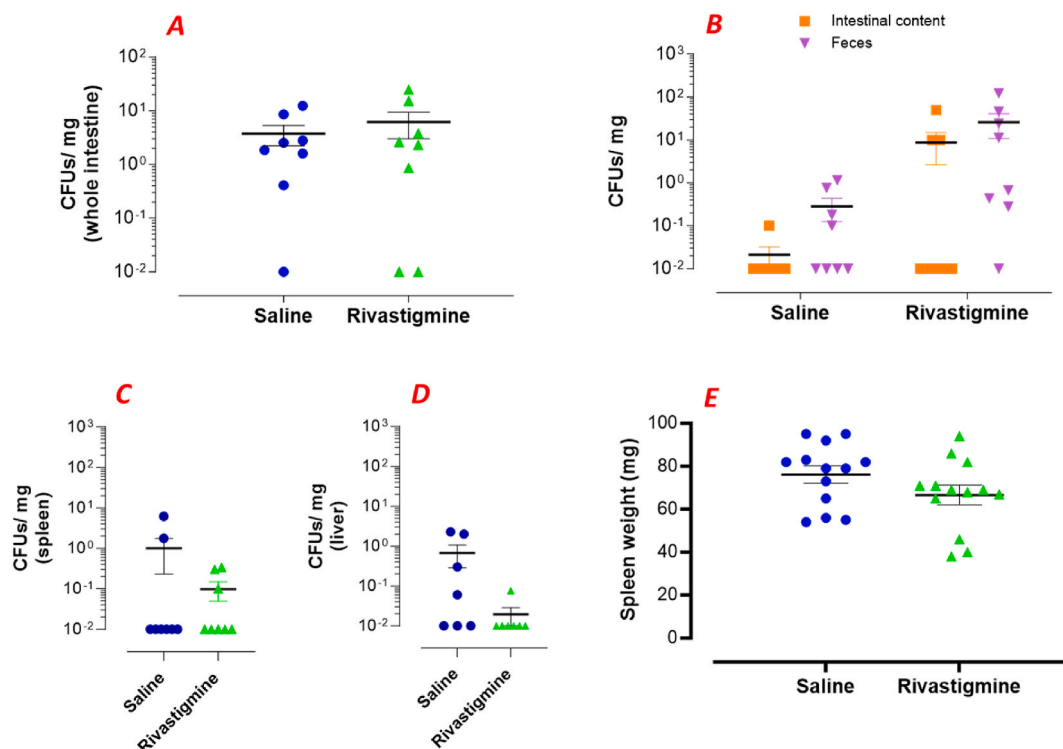 A
CFUs/ mg
(whole intestine)
10²
10¹
10⁰
10⁻¹
10⁻²
Saline
Rivastigmine
B
Intestinal content
Feces
CFUs/ mg
10³
10²
10¹
10⁰
10⁻¹
10⁻²
Saline
Rivastigmine
C
CFUs/ mg
(spleen)
10³
10²
10¹
10⁰
10⁻¹
10⁻²
Saline
Rivastigmine
D
CFUs/ mg
(liver)
10³
10²
10¹
10⁰
10⁻¹
10⁻²
Saline
Rivastigmine
E
Spleen weight (mg)
100
80
60
40
20
0
Saline
Rivastigmine